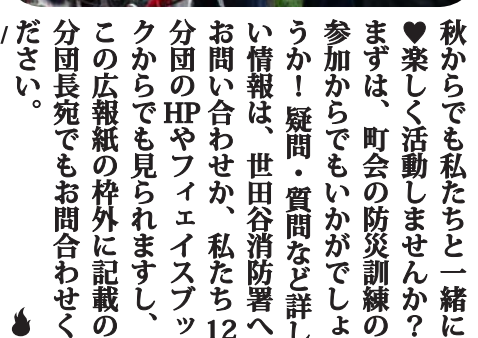 秋からでも私たちと一緒に
♥楽しく活動しませんか？
まずは、町会の防災訓練の
参加からでもいかがでしょ
うか！ 疑問・質問など詳し
い情報は、世田谷消防署へ
お問い合わせか、私たち12
分団のHPやフェイスブッ
クからでも見られますし、
この広報紙の枠外に記載の
分団長宛でもお問合わせく
ださい。